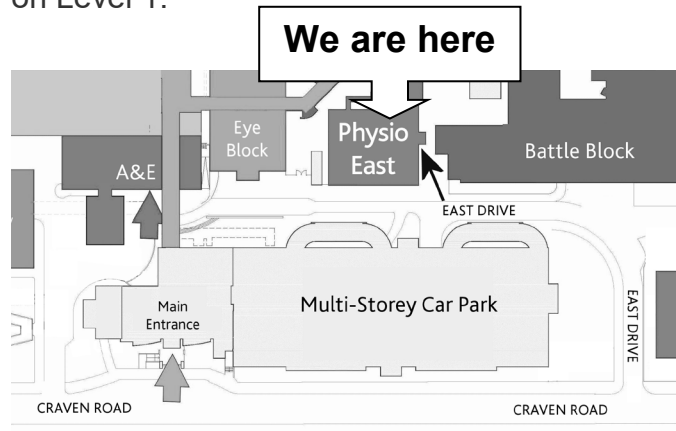 on Level 1.
We are here
Eye
Block
Physio
East
A&E
Battle Block
EAST DRIVE
Main
Entrance
Multi-Storey Car Park
EAST DRIVE
CRAVEN ROAD
CRAVEN ROAD